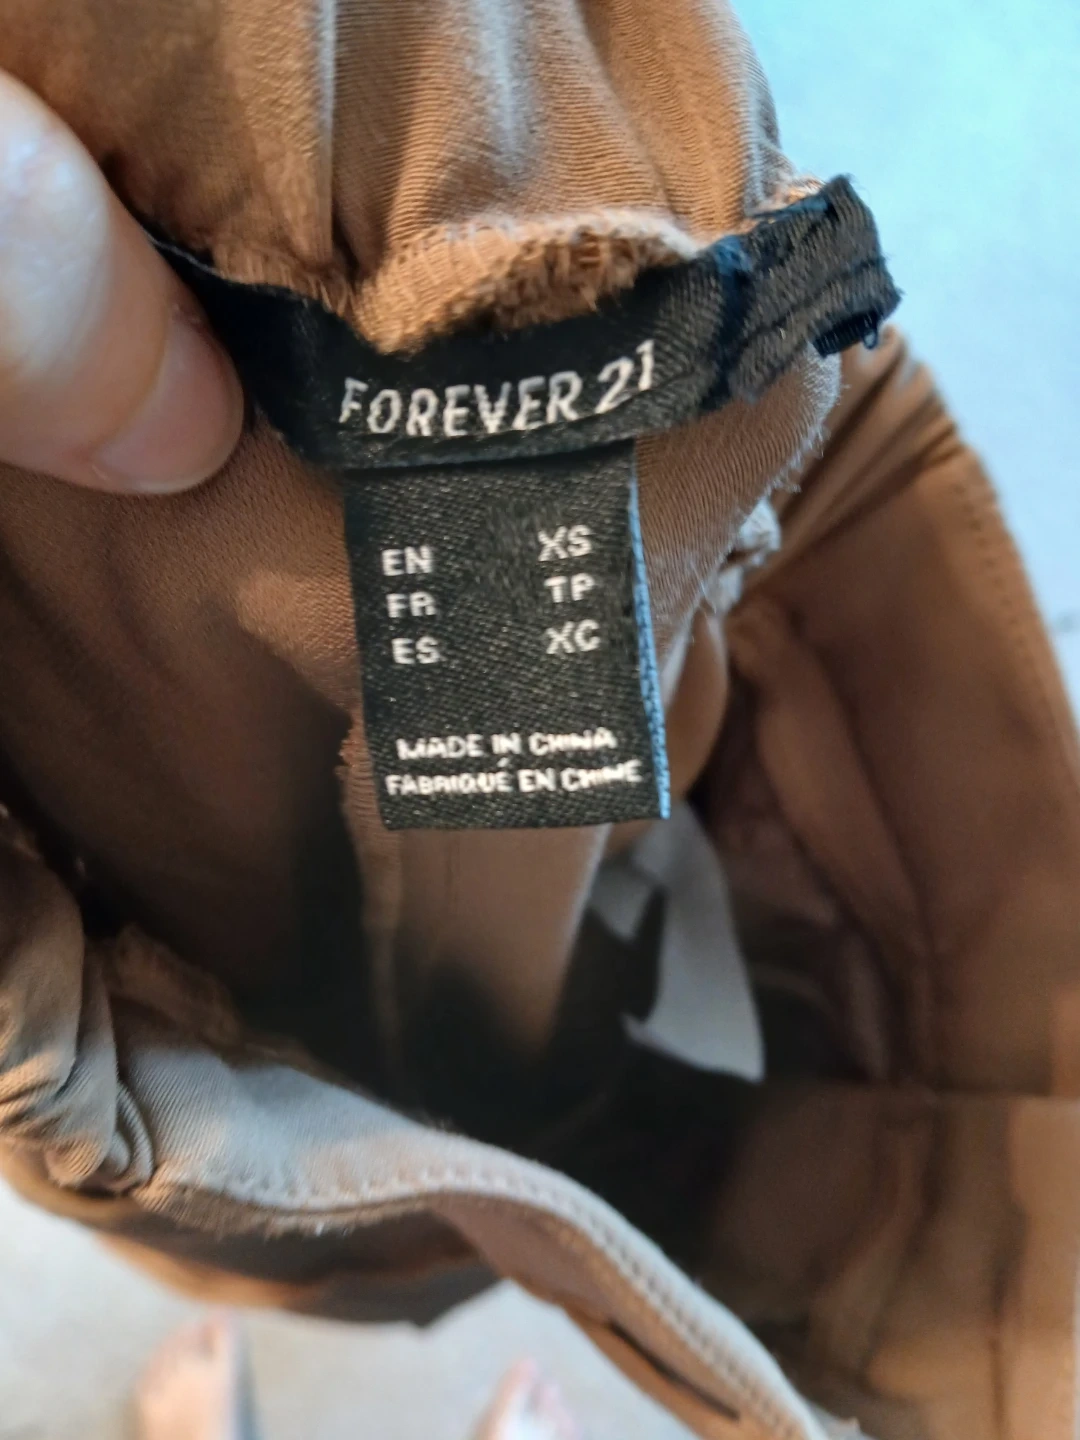 FOREVER 21
EN XS
FR TP
ES XC
MADE IN CHINA
FABRIQUÉ EN CHINE